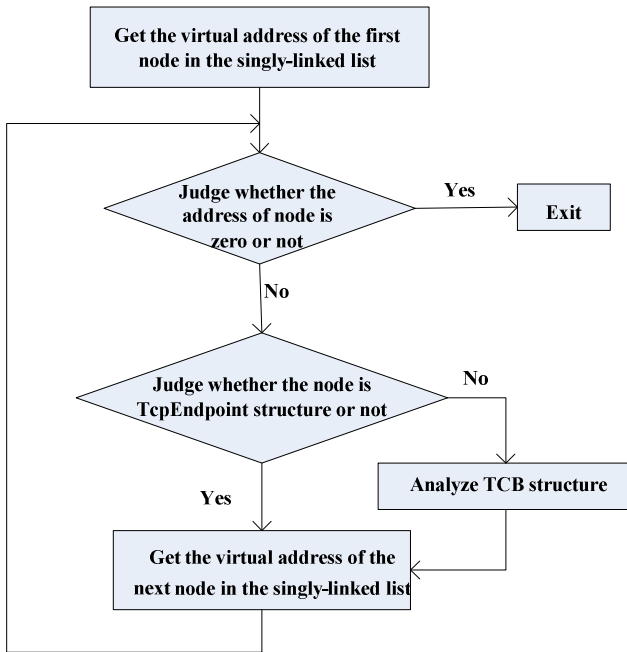 Get the virtual address of the first
node in the singly-linked list
Judge whether the
address of node is
zero or not
Yes
Exit
No
Judge whether the node is
TcpEndpoint structure or not
No
Analyze TCB structure
Yes
Get the virtual address of the
next node in the singly-linked list